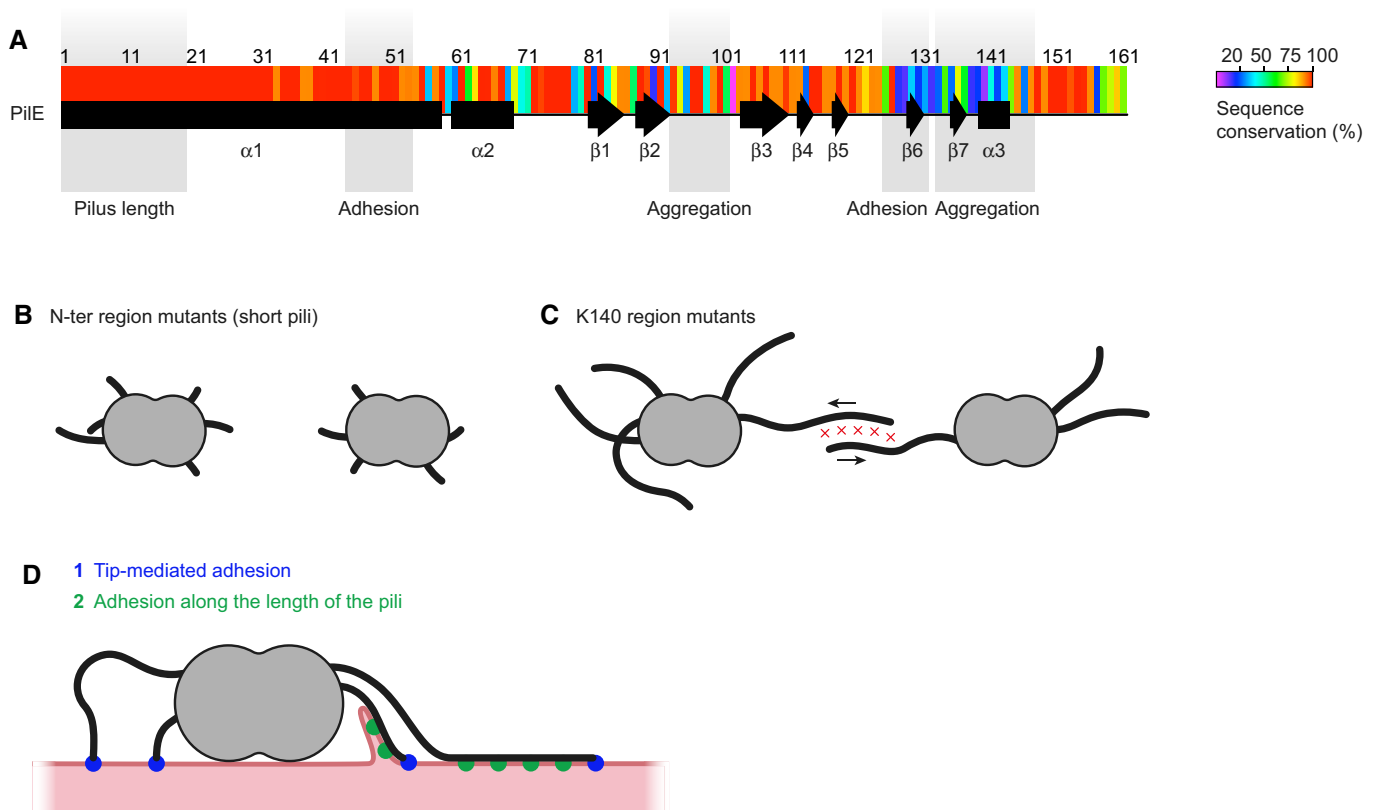 A
1 11 21 31 41 51 61 71 81 91 101 111 121 131 141 151 161
20 50 75 100
Sequence
conservation (%)
PilE
α1 α2 β1 β2 β3 β4 β5 β6 β7 α3
Pilus length Adhesion Aggregation Adhesion Aggregation
B N-ter region mutants (short pili)
C K140 region mutants
D
1 Tip-mediated adhesion
2 Adhesion along the length of the pili